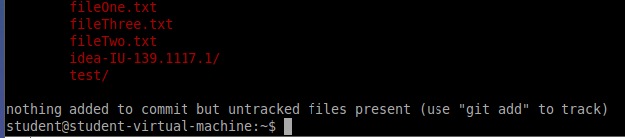 fileOne.txt
fileThree.txt
fileTwo.txt
idea-IU-139.1117.1/
test/
nothing added to commit but untracked files present (use "git add" to track)
student@student-virtual-machine:~$